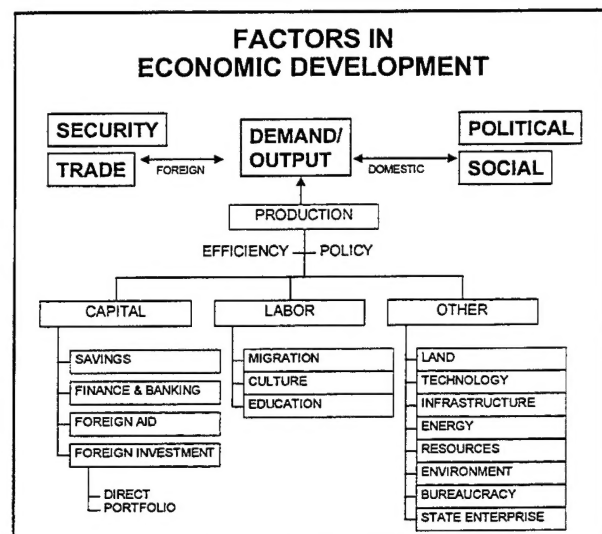 FACTORS IN
ECONOMIC DEVELOPMENT
SECURITY
TRADE
FOREIGN
DEMAND/
OUTPUT
DOMESTIC
POLITICAL
SOCIAL
PRODUCTION
EFFICIENCY
POLICY
CAPITAL
SAVINGS
FINANCE & BANKING
FOREIGN AID
FOREIGN INVESTMENT
DIRECT
PORTFOLIO
LABOR
MIGRATION
CULTURE
EDUCATION
OTHER
LAND
TECHNOLOGY
INFRASTRUCTURE
ENERGY
RESOURCES
ENVIRONMENT
BUREAUCRACY
STATE ENTERPRISE